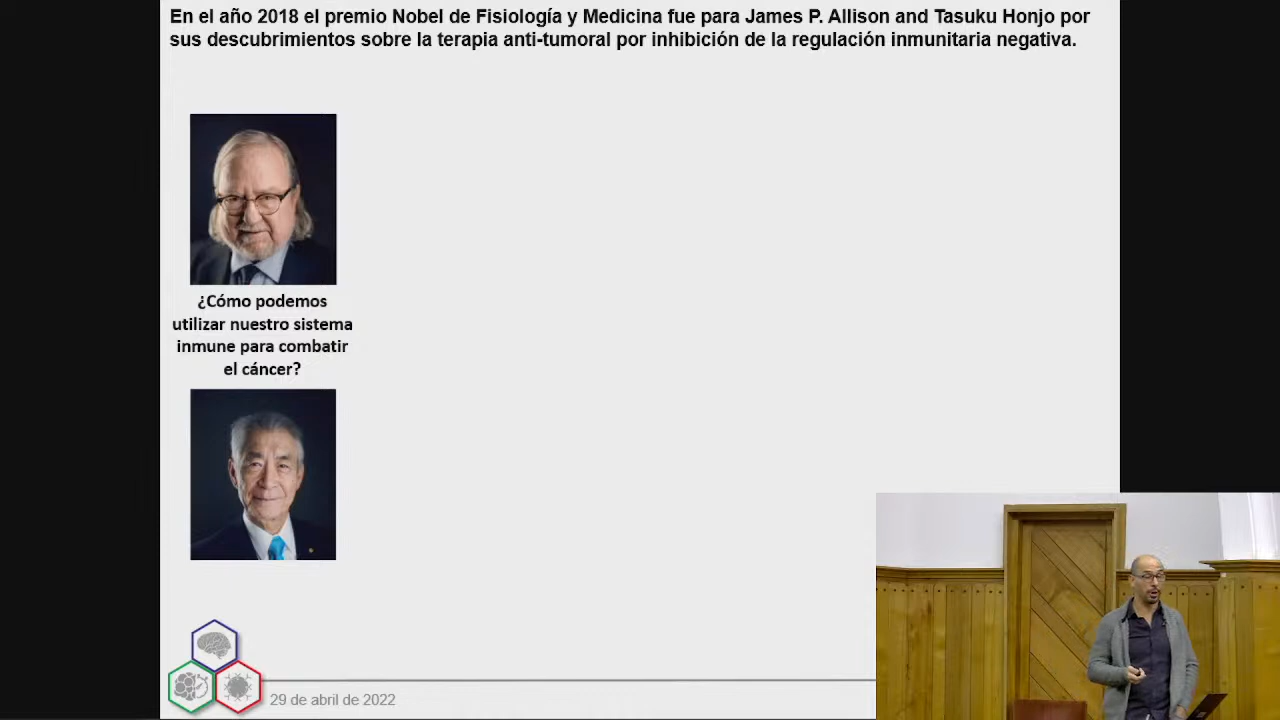 En el año 2018 el premio Nobel de Fisiología y Medicina fue para James P. Allison and Tasuku Honjo por
sus descubrimientos sobre la terapia anti-tumoral por inhibición de la regulación inmunitaria negativa.
¿Cómo podemos
utilizar nuestro sistema
inmune para combatir
el cáncer?
29 de abril de 2022